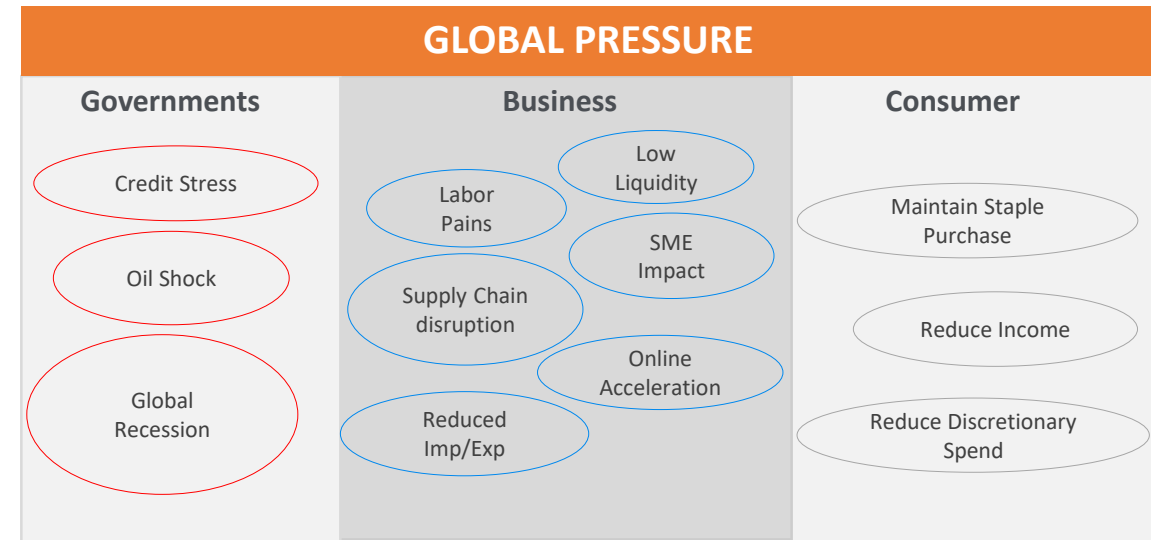 GLOBAL PRESSURE
Governments
Credit Stress
Oil Shock
Global
Recession
Business
Low
Liquidity
Labor
Pains
SME
Impact
Supply Chain
disruption
Online
Acceleration
Reduced
Imp/Exp
Consumer
Maintain Staple
Purchase
Reduce Income
Reduce Discretionary
Spend